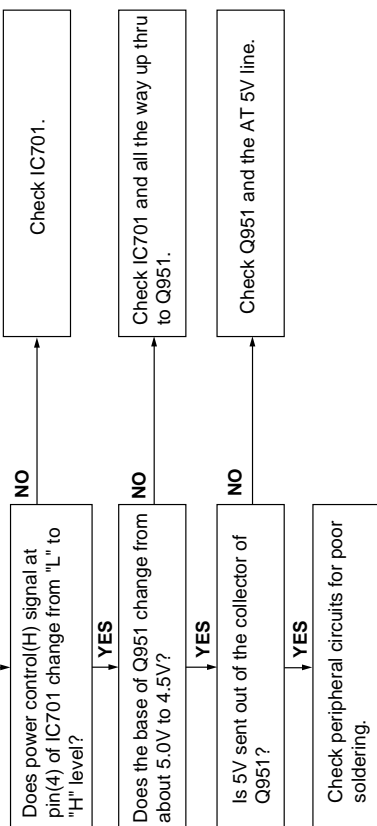 Does power control(H) signal at
pin(4) of IC701 change from "L" to
"H" level?
NO
Check IC701.
YES
Does the base of Q951 change from
about 5.0V to 4.5V?
NO
Check IC701 and all the way up thru
to Q951.
YES
Is 5V sent out of the collector of
Q951?
NO
Check Q951 and the AT 5V line.
YES
Check peripheral circuits for poor
soldering.